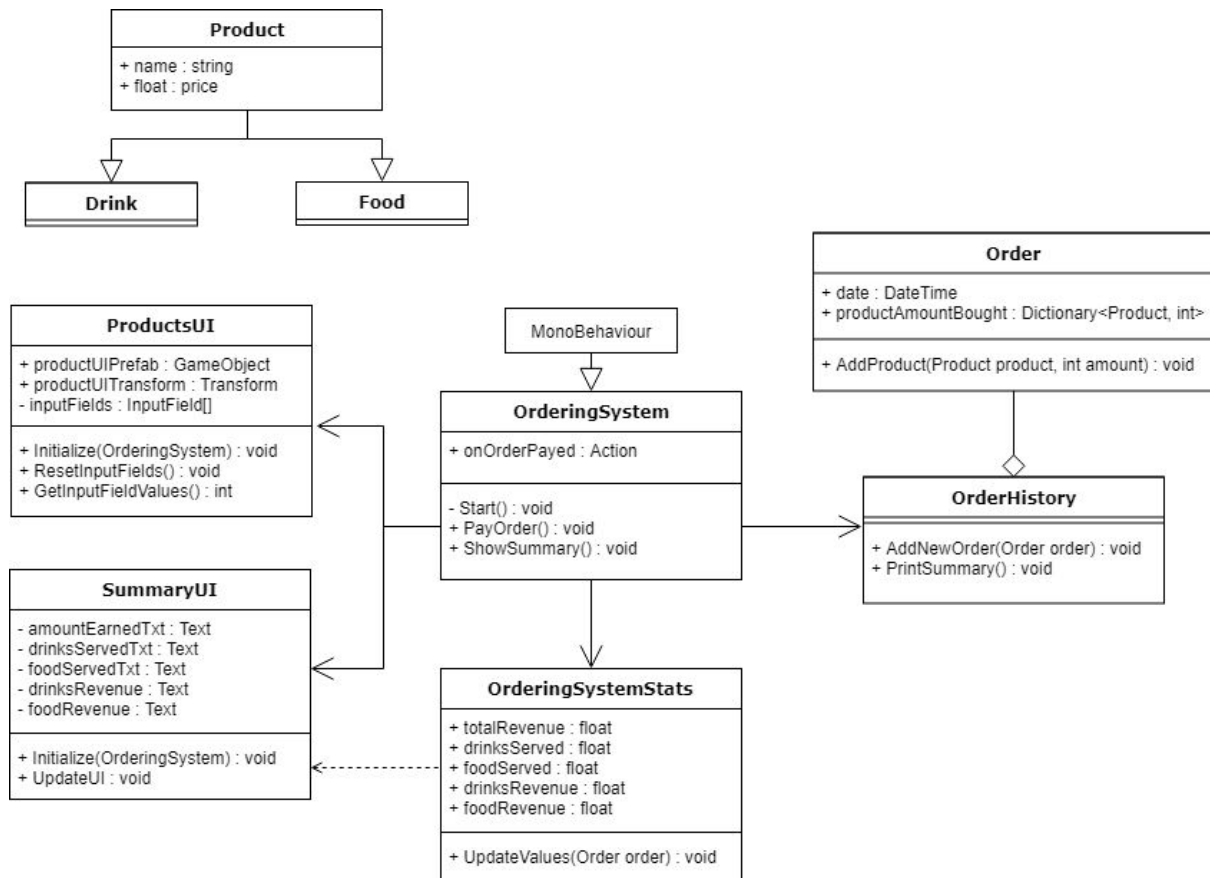 Product
+ name : string
+ float : price
Drink
Food
Order
+ date : DateTime
+ productAmountBought : Dictionary<Product, int>
+ AddProduct(Product product, int amount) : void
ProductsUI
+ productUIPrefab : GameObject
+ productUITransform : Transform
- inputFields : InputField[]
+ Initialize(OrderingSystem) : void
+ ResetInputFields() : void
+ GetInputFieldValues() : int
MonoBehaviour
OrderingSystem
+ onOrderPayed : Action
- Start() : void
+ PayOrder() : void
+ ShowSummary() : void
OrderHistory
+ AddNewOrder(Order order) : void
+ PrintSummary() : void
SummaryUI
- amountEarnedTxt : Text
- drinksServedTxt : Text
- foodServedTxt : Text
- drinksRevenue : Text
- foodRevenue : Text
+ Initialize(OrderingSystem) : void
+ UpdateUI : void
OrderingSystemStats
+ totalRevenue : float
+ drinksServed : float
+ foodServed : float
+ drinksRevenue : float
+ foodRevenue : float
+ UpdateValues(Order order) : void